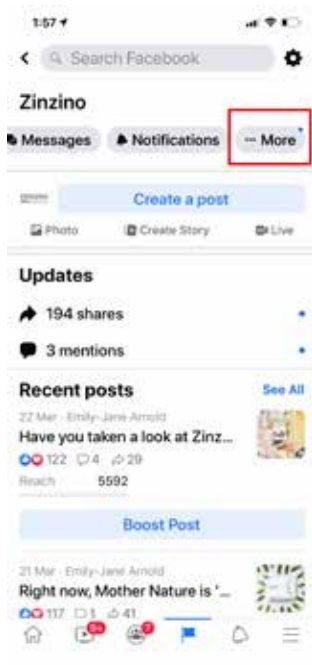 1:57
Search Facebook
Zinzino
Messages Notifications ··· More
Create a post
Photo Create Story Live
Updates
194 shares
3 mentions
Recent posts See All
22 Mar · Emily-Jane Arnold
Have you taken a look at Zinz...
122 4 29
Reach 5592
Boost Post
21 Mar · Emily-Jane Arnold
Right now, Mother Nature is '...
117 1 41
9+ 7